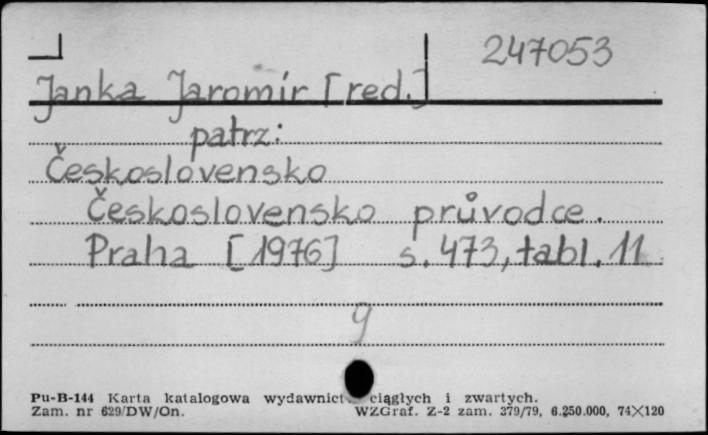 247053
Janka Jaromír [red.]
patrz:
Československo
Československo průvodce.
Praha [1976] s. 473, tabl. 11
g
Pu-B-144 Karta katalogowa wydawnict ciągłych i zwartych.
Zam. nr 629/DW/On. WZGraf. Z-2 zam. 379/79, 6.250.000, 74X120